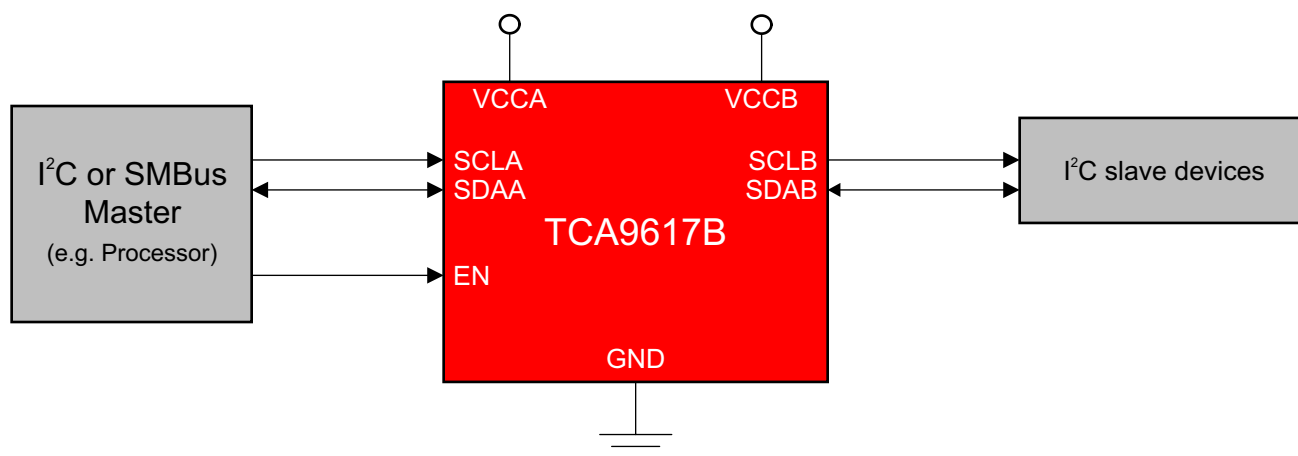 VCCA
VCCB
I²C or SMBus
Master
(e.g. Processor)
SCLA
SDAA
EN
TCA9617B
SCLB
SDAB
GND
I²C slave devices